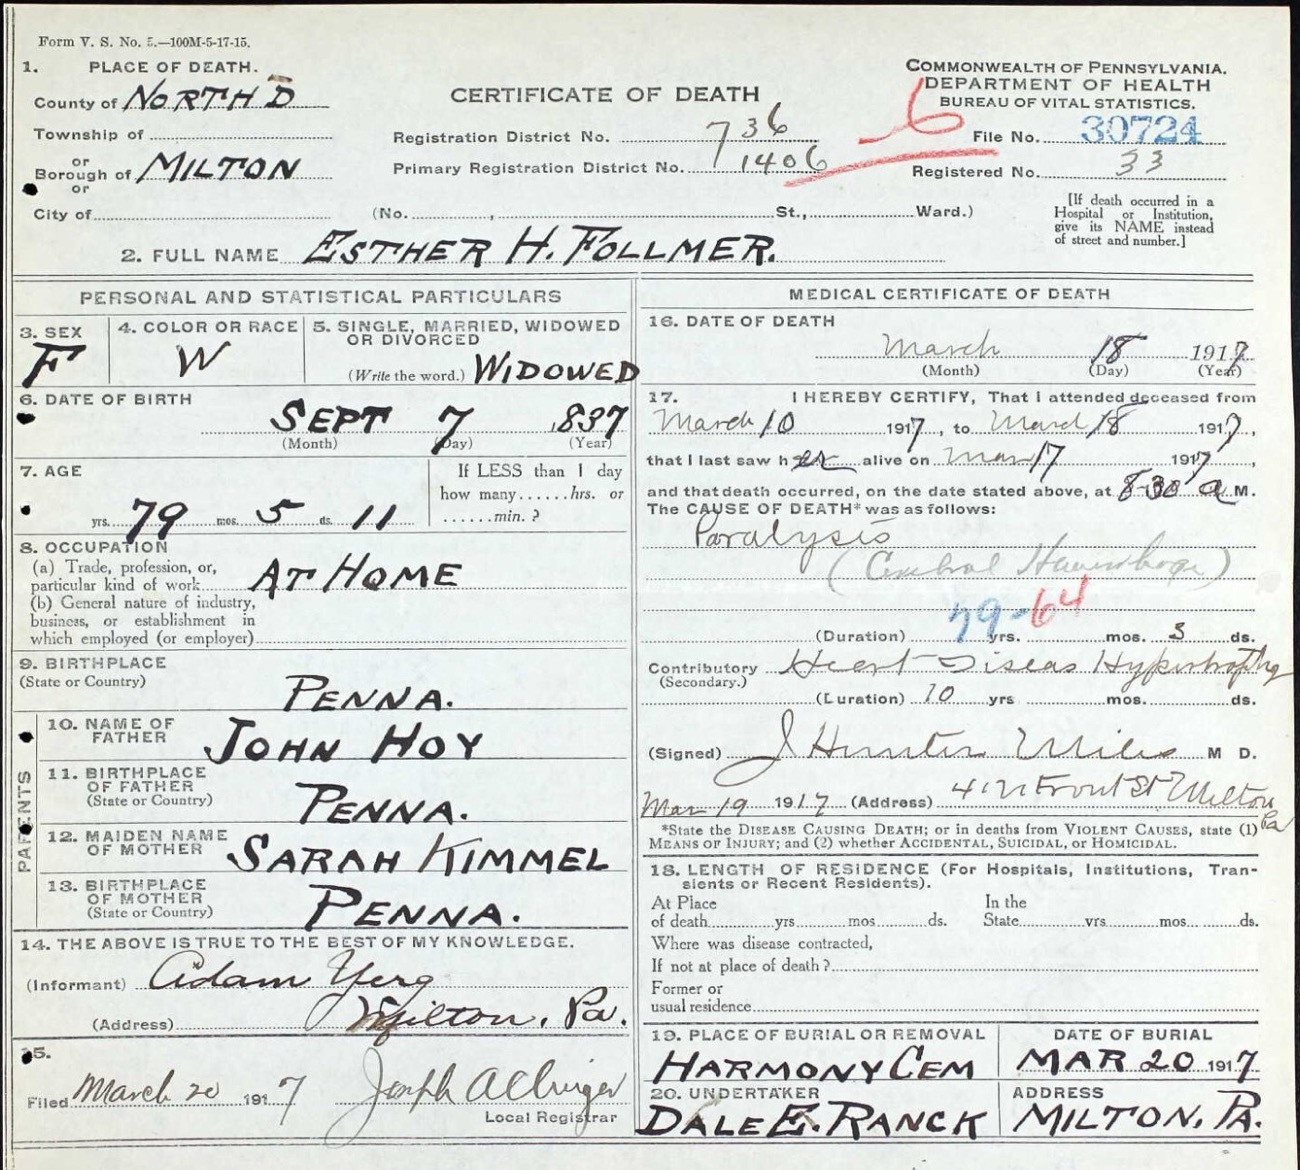 Form V. S. No. 5.—100M-5-17-15.
1. PLACE OF DEATH.
County of NORTH'D
Township of
or
Borough of MILTON
or
City of
CERTIFICATE OF DEATH
Registration District No. 736
Primary Registration District No. 1406
(No. , St., Ward.)
COMMONWEALTH OF PENNSYLVANIA.
DEPARTMENT OF HEALTH
BUREAU OF VITAL STATISTICS.
6
File No. 30724
Registered No. 33
[If death occurred in a
Hospital or Institution,
give its NAME instead
of street and number.]
2. FULL NAME ESTHER H. FOLLMER.
PERSONAL AND STATISTICAL PARTICULARS
3. SEX
F
4. COLOR OR RACE
W
5. SINGLE, MARRIED, WIDOWED
OR DIVORCED
(Write the word.) WIDOWED
6. DATE OF BIRTH
SEPT 7 1837
(Month) (Day) (Year)
7. AGE
yrs. 79 mos. 5 ds. 11
If LESS than 1 day
how many......hrs. or
......min. ?
8. OCCUPATION
(a) Trade, profession, or,
particular kind of work AT HOME
(b) General nature of industry,
business, or establishment in
which employed (or employer)
9. BIRTHPLACE
(State or Country)
PENNA.
PARENTS
10. NAME OF
FATHER
JOHN HOY
11. BIRTHPLACE
OF FATHER
(State or Country)
PENNA.
12. MAIDEN NAME
OF MOTHER
SARAH KIMMEL
13. BIRTHPLACE
OF MOTHER
(State or Country)
PENNA.
14. THE ABOVE IS TRUE TO THE BEST OF MY KNOWLEDGE.
(Informant) Adam Yerg
(Address) Milton, Pa.
15.
Filed March 20 1917 Joseph
Local Registrar
MEDICAL CERTIFICATE OF DEATH
16. DATE OF DEATH
March 18 1917
(Month) (Day) (Year)
17. I HEREBY CERTIFY, That I attended deceased from
March 10 1917, to March 18 1917,
that I last saw her alive on Mar 17 1917,
and that death occurred, on the date stated above, at 8-30 a M.
The CAUSE OF DEATH* was as follows:
Paralysis
(Cerebral Haemorhage)
79-64
(Duration) yrs. mos. 3 ds.
Contributory Heart Diseas Hypertrophy
(Secondary.)
(Duration) 10 yrs mos. ds.
(Signed) J Hunter Miles M D.
Mar 19 1917 (Address) 41 N Front St Milton
Pa
*State the DISEASE CAUSING DEATH; or in deaths from VIOLENT CAUSES, state (1)
MEANS OF INJURY; and (2) whether ACCIDENTAL, SUICIDAL, or HOMICIDAL.
18. LENGTH OF RESIDENCE (For Hospitals, Institutions, Tran-
sients or Recent Residents).
At Place In the
of death yrs mos. ds. State yrs mos. ds.
Where was disease contracted,
If not at place of death ?
Former or
usual residence
19. PLACE OF BURIAL OR REMOVAL
HARMONY CEM
DATE OF BURIAL
MAR 20 1917
20. UNDERTAKER
DALE E. RANCK
ADDRESS
MILTON, PA.